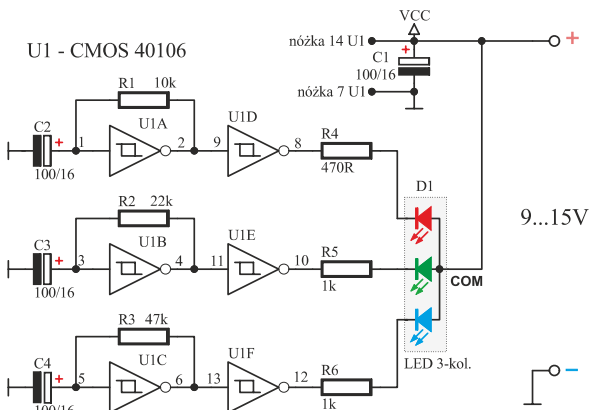 VCC
nóżka 14 U1
+
+
U1 - CMOS 40106
C1
100/16
R1 10k
nóżka 7 U1
U1A
U1D
C2
+
1
2
9
8
R4
100/16
470R
D1
R2 22k
9...15V
U1B
U1E
C3
+
3
4
11
10
R5
COM
100/16
1k
R3 47k
LED 3-kol.
U1C
U1F
C4
+
5
6
13
12
R6
−
100/16
1k